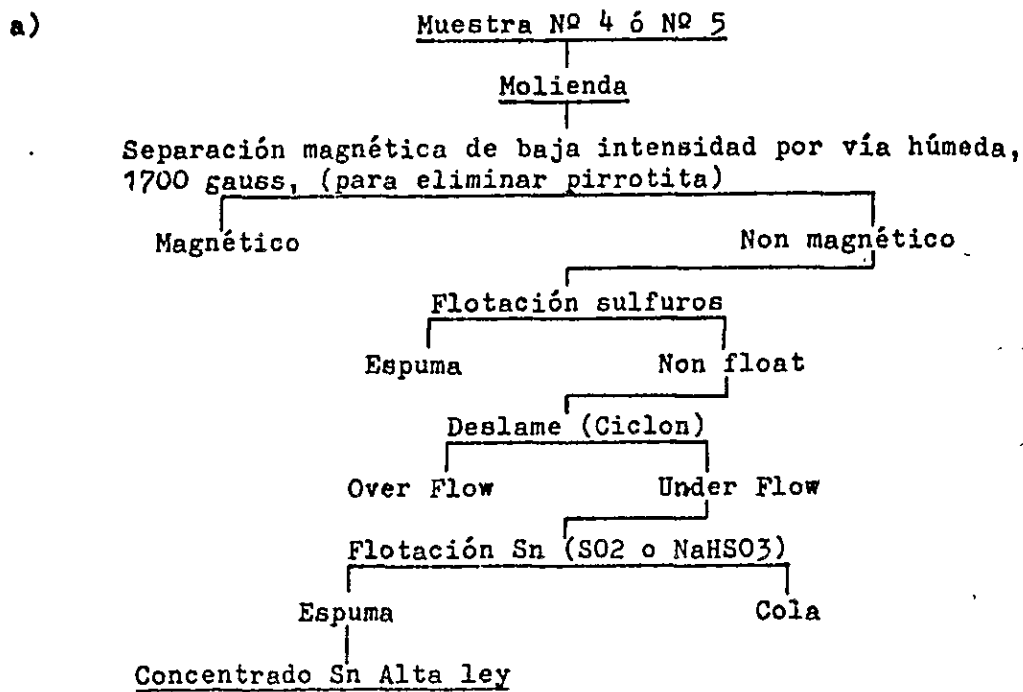 a)
Muestra Nº 4 ó Nº 5
Molienda
Separación magnética de baja intensidad por vía húmeda,
1700 gauss, (para eliminar pirrotita)
Magnético Non magnético
Flotación sulfuros
Espuma Non float
Deslame (Ciclon)
Over Flow Under Flow
Flotación Sn (SO2 o NaHSO3)
Espuma Cola
Concentrado Sn Alta ley